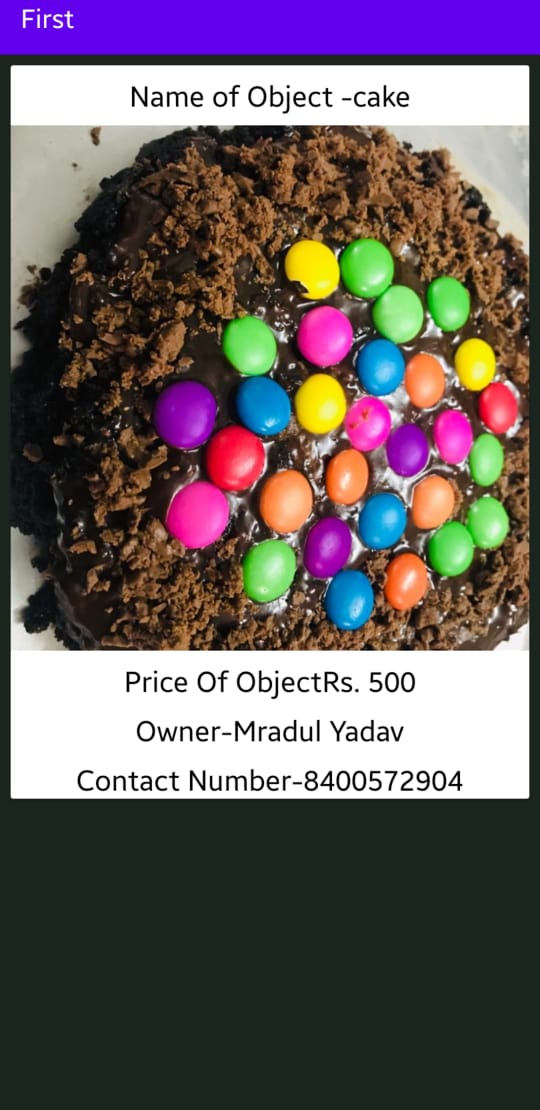 First
Name of Object -cake
Price Of ObjectRs. 500
Owner-Mradul Yadav
Contact Number-8400572904